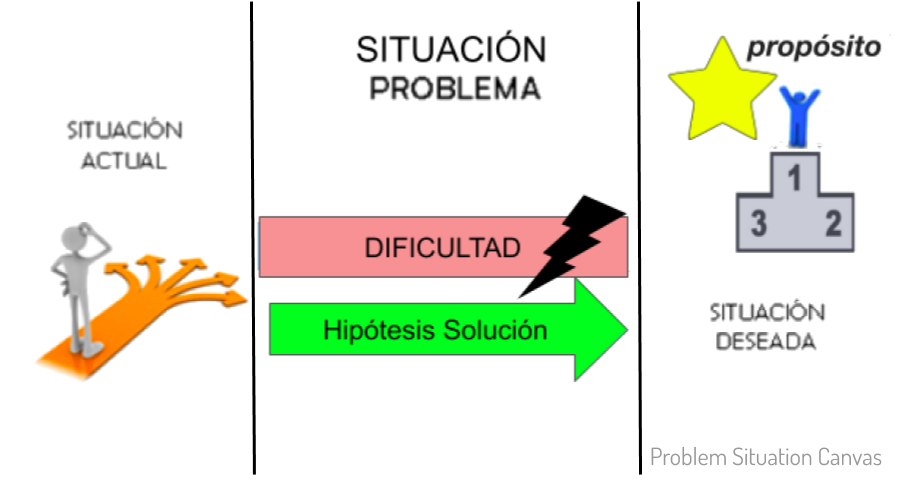 SITUACIÓN
ACTUAL
SITUACIÓN
PROBLEMA
DIFICULTAD
Hipótesis Solución
propósito
1
3 2
SITUACIÓN
DESEADA
Problem Situation Canvas